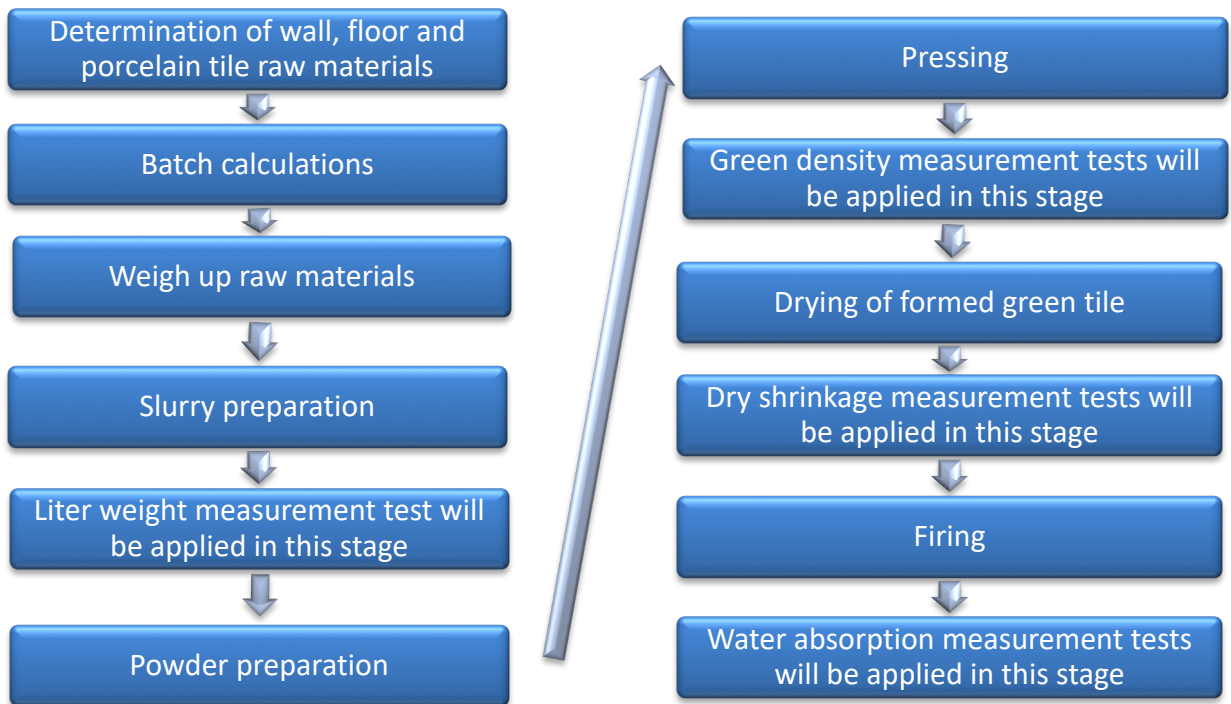 Determination of wall, floor and
porcelain tile raw materials
Batch calculations
Weigh up raw materials
Slurry preparation
Liter weight measurement test will
be applied in this stage
Powder preparation
Pressing
Green density measurement tests will
be applied in this stage
Drying of formed green tile
Dry shrinkage measurement tests will
be applied in this stage
Firing
Water absorption measurement tests
will be applied in this stage